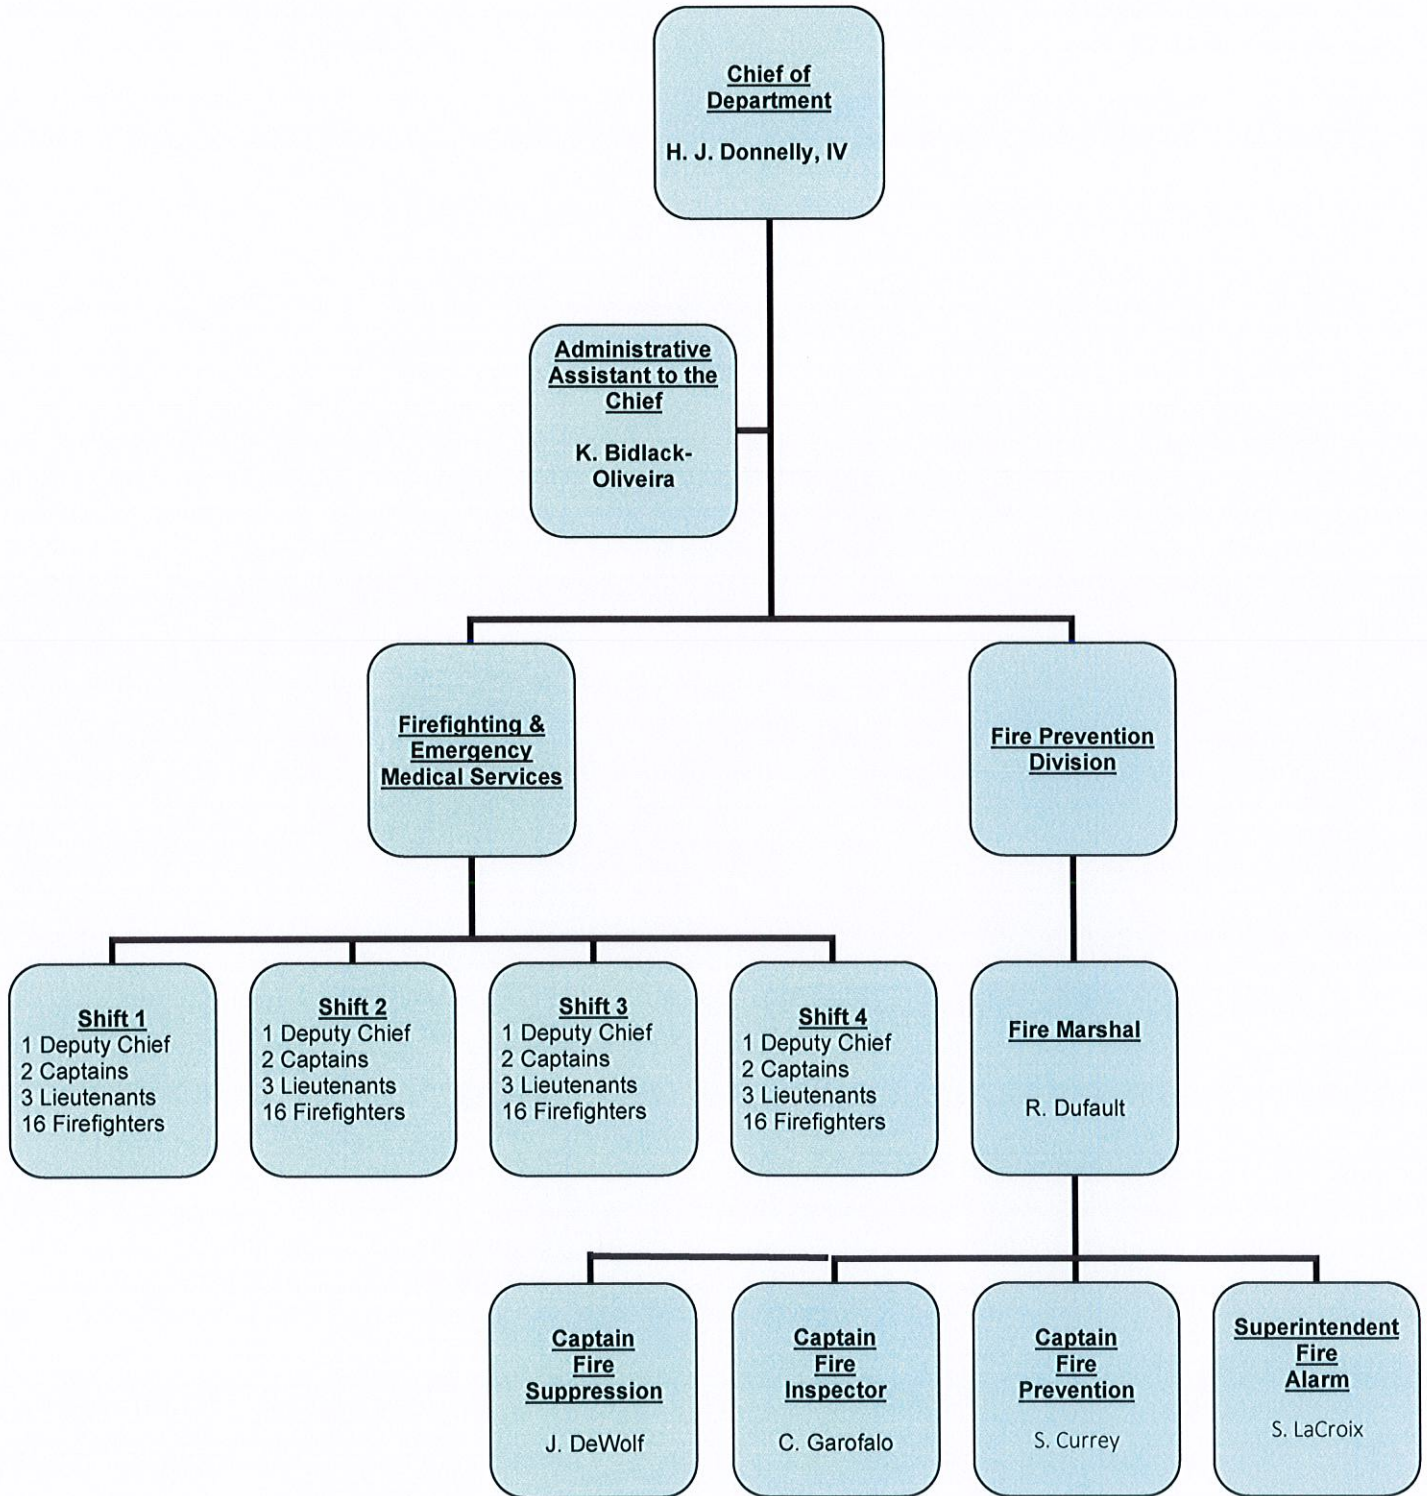 Chief of
Department
H. J. Donnelly, IV
Administrative
Assistant to the
Chief
K. Bidlack-
Oliveira
Firefighting &
Emergency
Medical Services
Fire Prevention
Division
Shift 1
1 Deputy Chief
2 Captains
3 Lieutenants
16 Firefighters
Shift 2
1 Deputy Chief
2 Captains
3 Lieutenants
16 Firefighters
Shift 3
1 Deputy Chief
2 Captains
3 Lieutenants
16 Firefighters
Shift 4
1 Deputy Chief
2 Captains
3 Lieutenants
16 Firefighters
Fire Marshal
R. Dufault
Captain
Fire
Suppression
J. DeWolf
Captain
Fire
Inspector
C. Garofalo
Captain
Fire
Prevention
S. Currey
Superintendent
Fire
Alarm
S. LaCroix